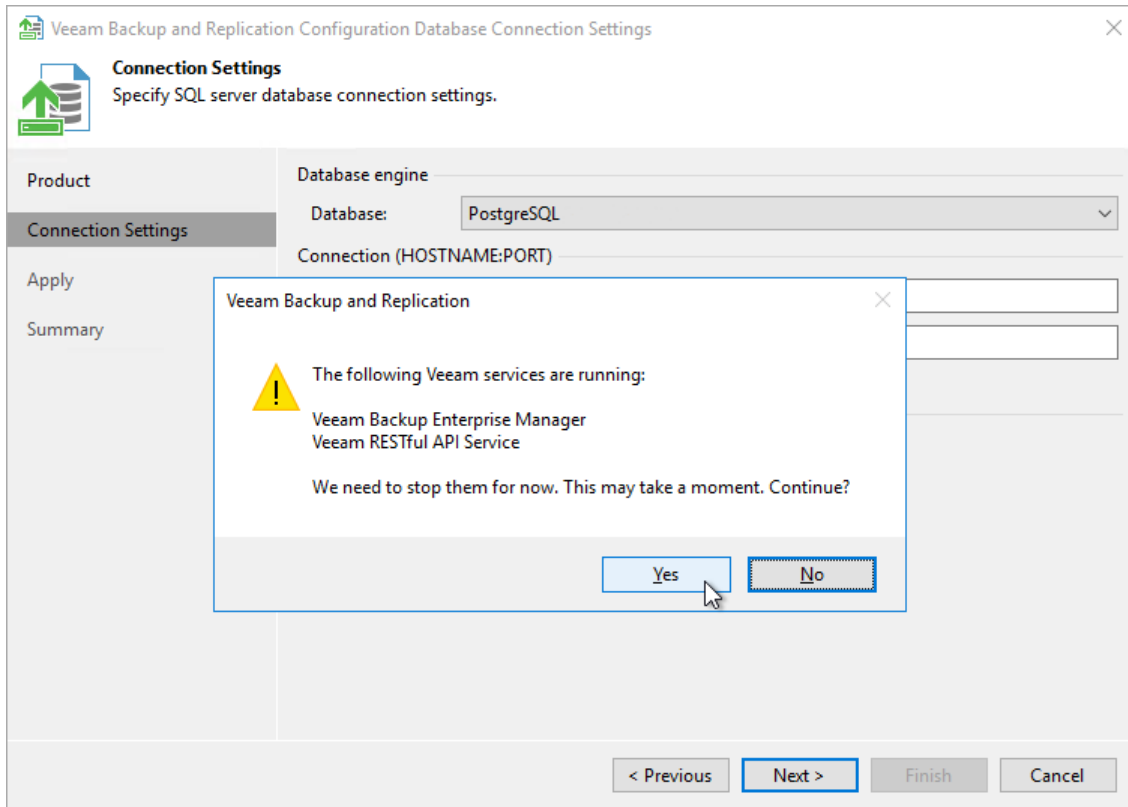 Veeam Backup and Replication Configuration Database Connection Settings
Connection Settings
Specify SQL server database connection settings.
Product
Connection Settings
Apply
Summary
Database engine
Database:
PostgreSQL
Connection (HOSTNAME:PORT)
Veeam Backup and Replication
!
The following Veeam services are running:
Veeam Backup Enterprise Manager
Veeam RESTful API Service
We need to stop them for now. This may take a moment. Continue?
Yes
No
< Previous
Next >
Finish
Cancel